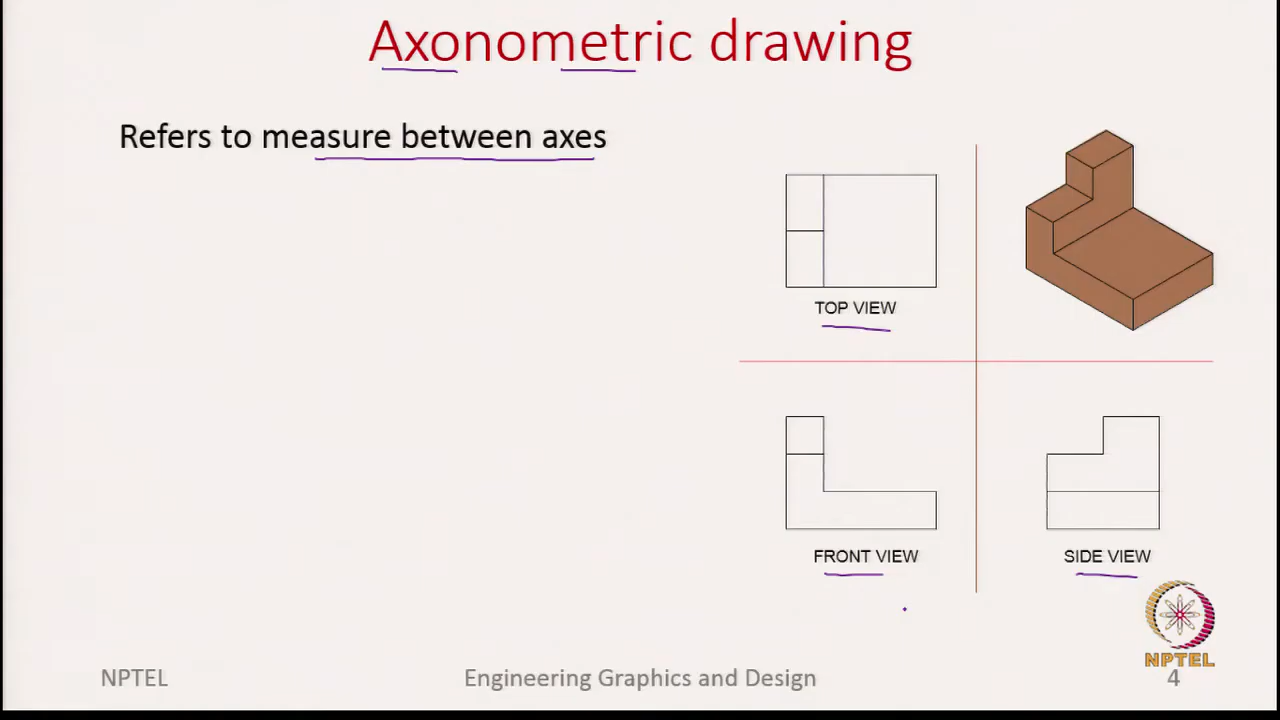 Axonometric drawing
Refers to measure between axes
TOP VIEW
FRONT VIEW
SIDE VIEW
NPTEL
NPTEL
Engineering Graphics and Design
4